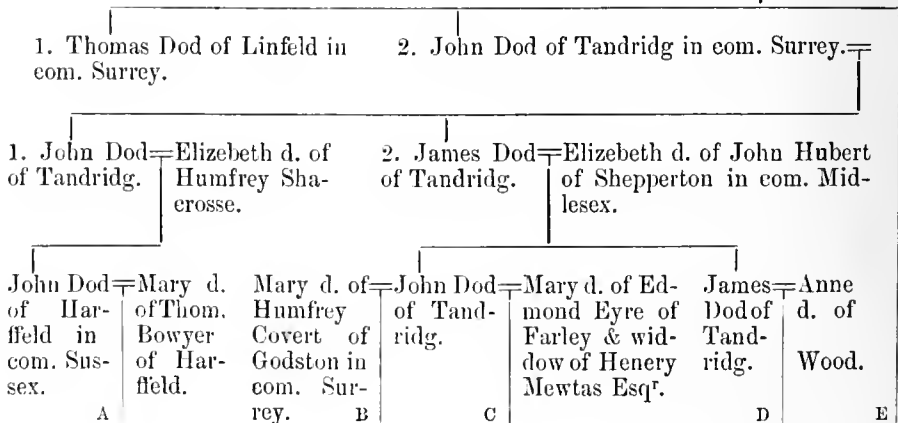 1. Thomas Dod of Linfeld in
com. Surrey.
2. John Dod of Tandridg in com. Surrey.
1. John Dod
of Tandridg.
Elizebeth d. of
Humfrey Sha-
crosse.
2. James Dod
of Tandridg.
Elizebeth d. of John Hubert
of Shepperton in com. Mid-
lesex.
John Dod
of Har-
ffeld in
com. Sus-
sex.
Mary d.
of Thom.
Bowyer
of Har-
ffeld.
A
Mary d. of
Humfrey
Covert of
Godston in
com. Sur-
rey.
B
John Dod
of Tand-
ridg.
C
Mary d. of Ed-
mond Eyre of
Farley & wid-
dow of Henery
Mewtas Esqʳ.
James
Dod of
Tand-
ridg.
D
Anne
d. of
Wood.
E